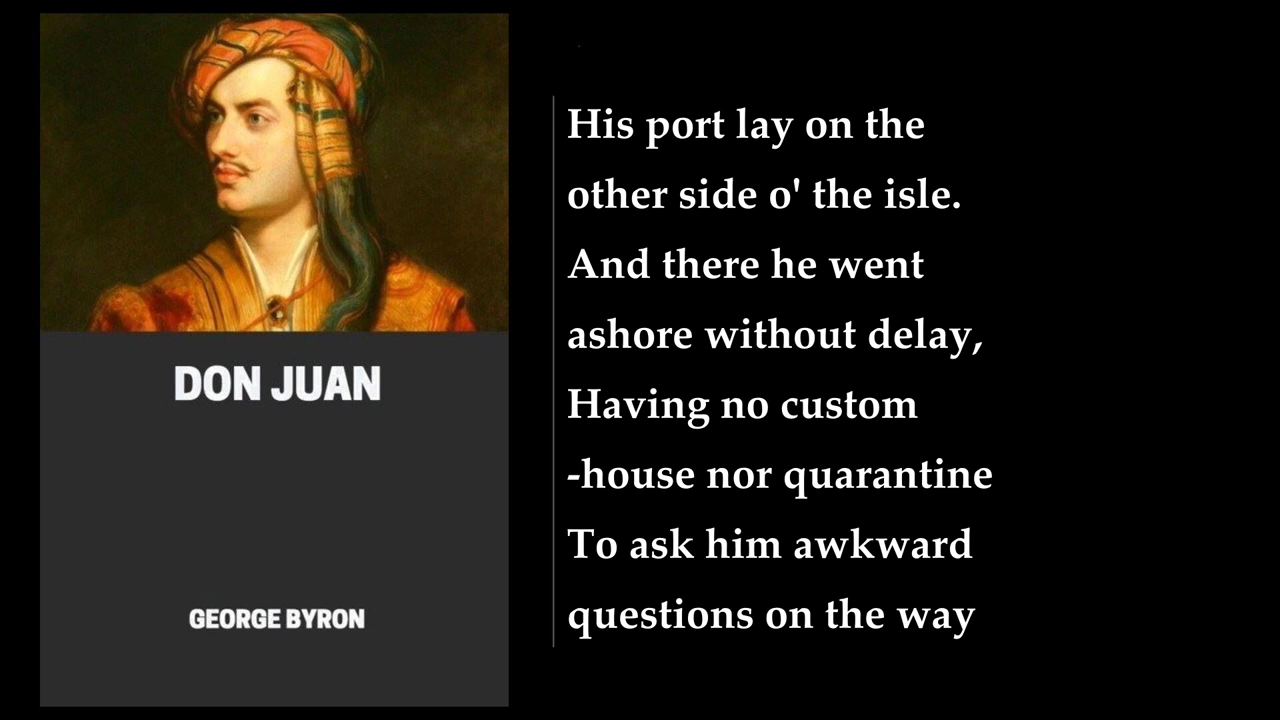 DON JUAN
GEORGE BYRON
His port lay on the
other side o' the isle.
And there he went
ashore without delay,
Having no custom
-house nor quarantine
To ask him awkward
questions on the way